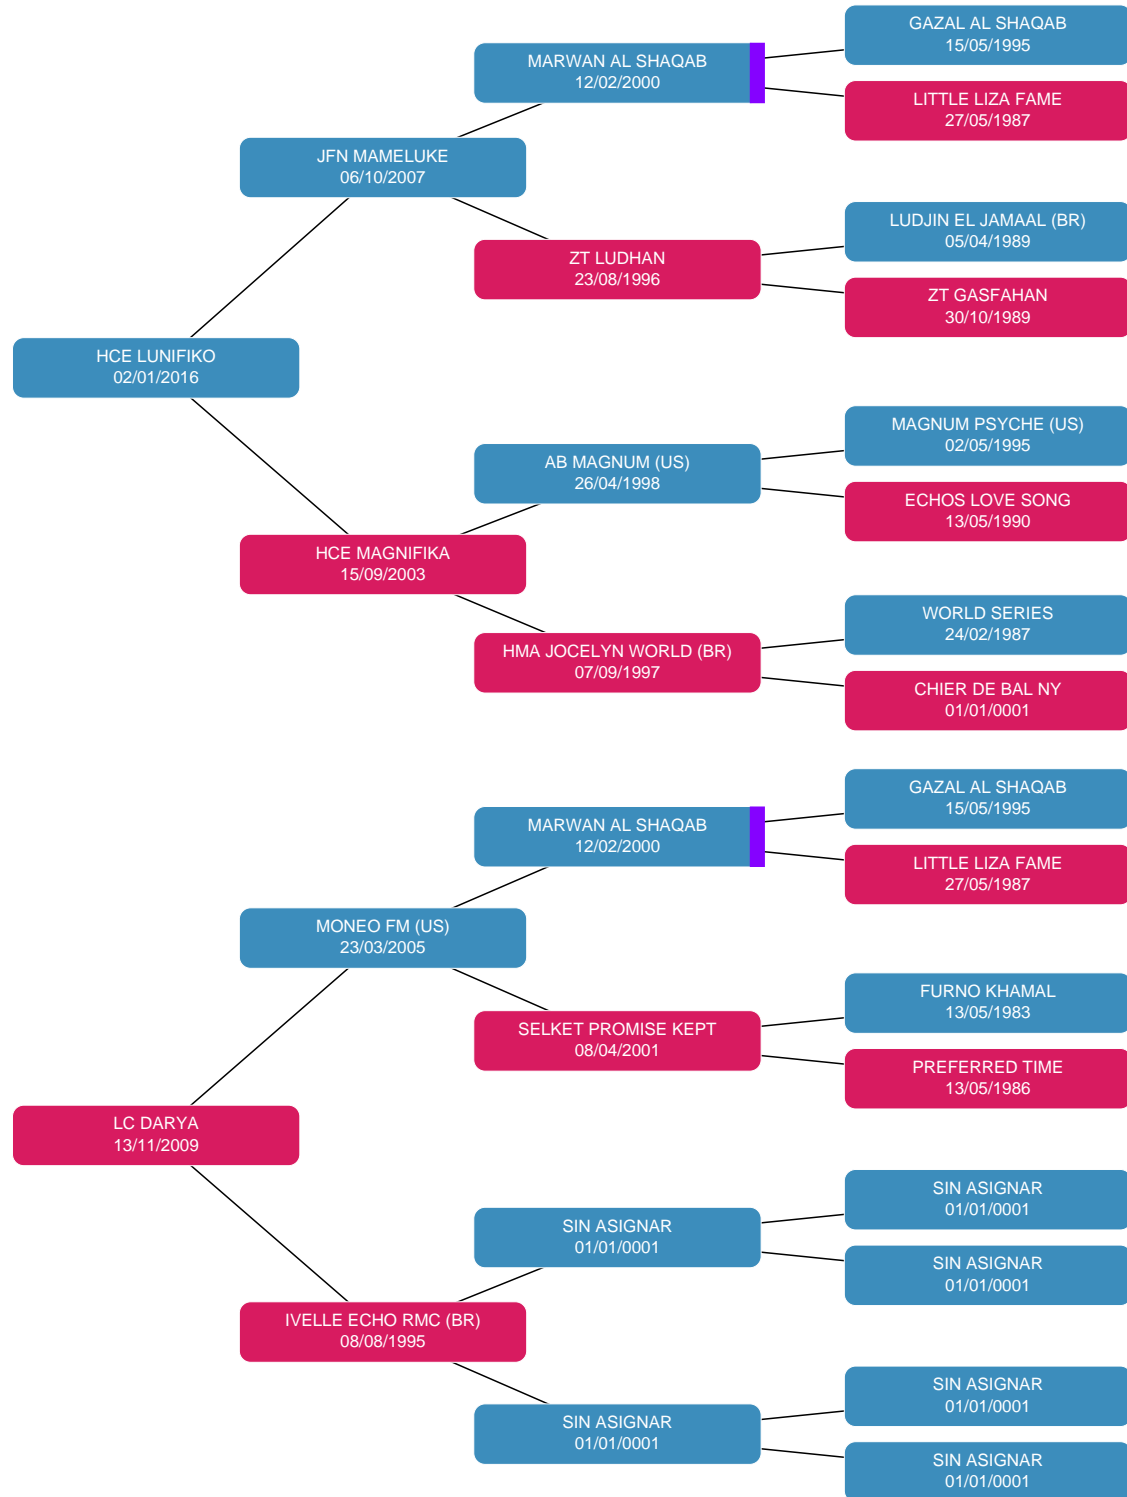 GAZAL AL SHAQAB
15/05/1995
MARWAN AL SHAQAB
12/02/2000
LITTLE LIZA FAME
27/05/1987
JFN MAMELUKE
06/10/2007
LUDJIN EL JAMAAL (BR)
05/04/1989
ZT LUDHAN
23/08/1996
ZT GASFAHAN
30/10/1989
HCE LUNIFIKO
02/01/2016
MAGNUM PSYCHE (US)
02/05/1995
AB MAGNUM (US)
26/04/1998
ECHOS LOVE SONG
13/05/1990
HCE MAGNIFIKA
15/09/2003
WORLD SERIES
24/02/1987
HMA JOCELYN WORLD (BR)
07/09/1997
CHIER DE BAL NY
01/01/0001
GAZAL AL SHAQAB
15/05/1995
MARWAN AL SHAQAB
12/02/2000
LITTLE LIZA FAME
27/05/1987
MONEO FM (US)
23/03/2005
FURNO KHAMAL
13/05/1983
SELKET PROMISE KEPT
08/04/2001
PREFERRED TIME
13/05/1986
LC DARYA
13/11/2009
SIN ASIGNAR
01/01/0001
SIN ASIGNAR
01/01/0001
SIN ASIGNAR
01/01/0001
IVELLE ECHO RMC (BR)
08/08/1995
SIN ASIGNAR
01/01/0001
SIN ASIGNAR
01/01/0001
SIN ASIGNAR
01/01/0001